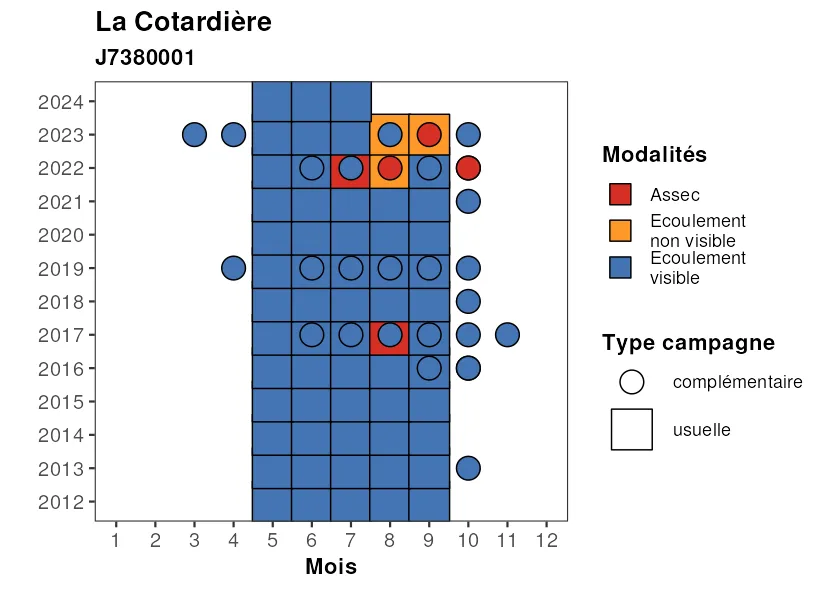 La Cotardière
J7380001
2024
2023
2022
2021
2020
2019
2018
2017
2016
2015
2014
2013
2012
1 2 3 4 5 6 7 8 9 10 11 12
Mois
Modalités
Assec
Ecoulement
non visible
Ecoulement
visible
Type campagne
complémentaire
usuelle